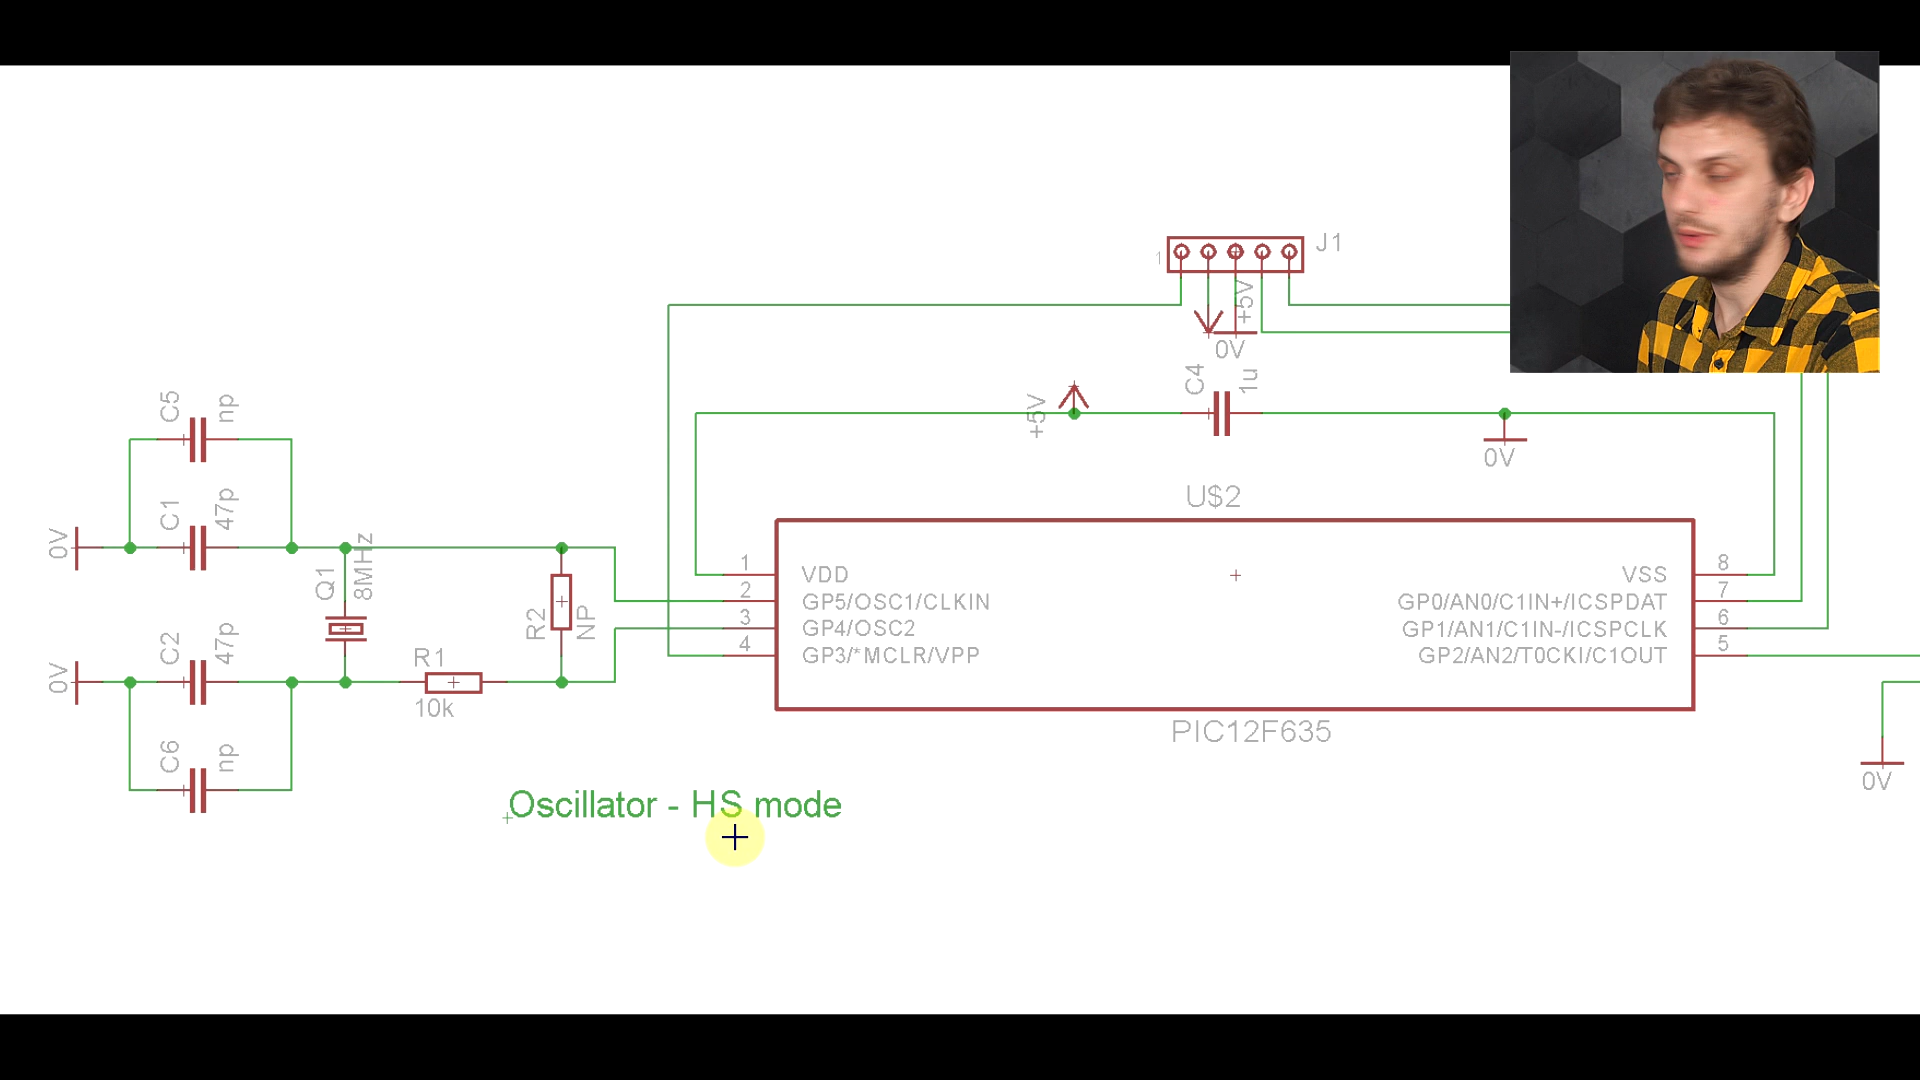 J1
1
+5V
0V
C4
1u
+5V
0V
C5
np
U$2
C1
47p
0V
8MHz
Q1
1
VDD
VSS
8
2
GP5/OSC1/CLKIN
GP0/AN0/C1IN+/ICSPDAT
7
R2
NP
3
GP4/OSC2
GP1/AN1/C1IN-/ICSPCLK
6
4
GP3/*MCLR/VPP
GP2/AN2/T0CKI/C1OUT
5
C2
47p
0V
R1
10k
PIC12F635
C6
np
0V
Oscillator - HS mode